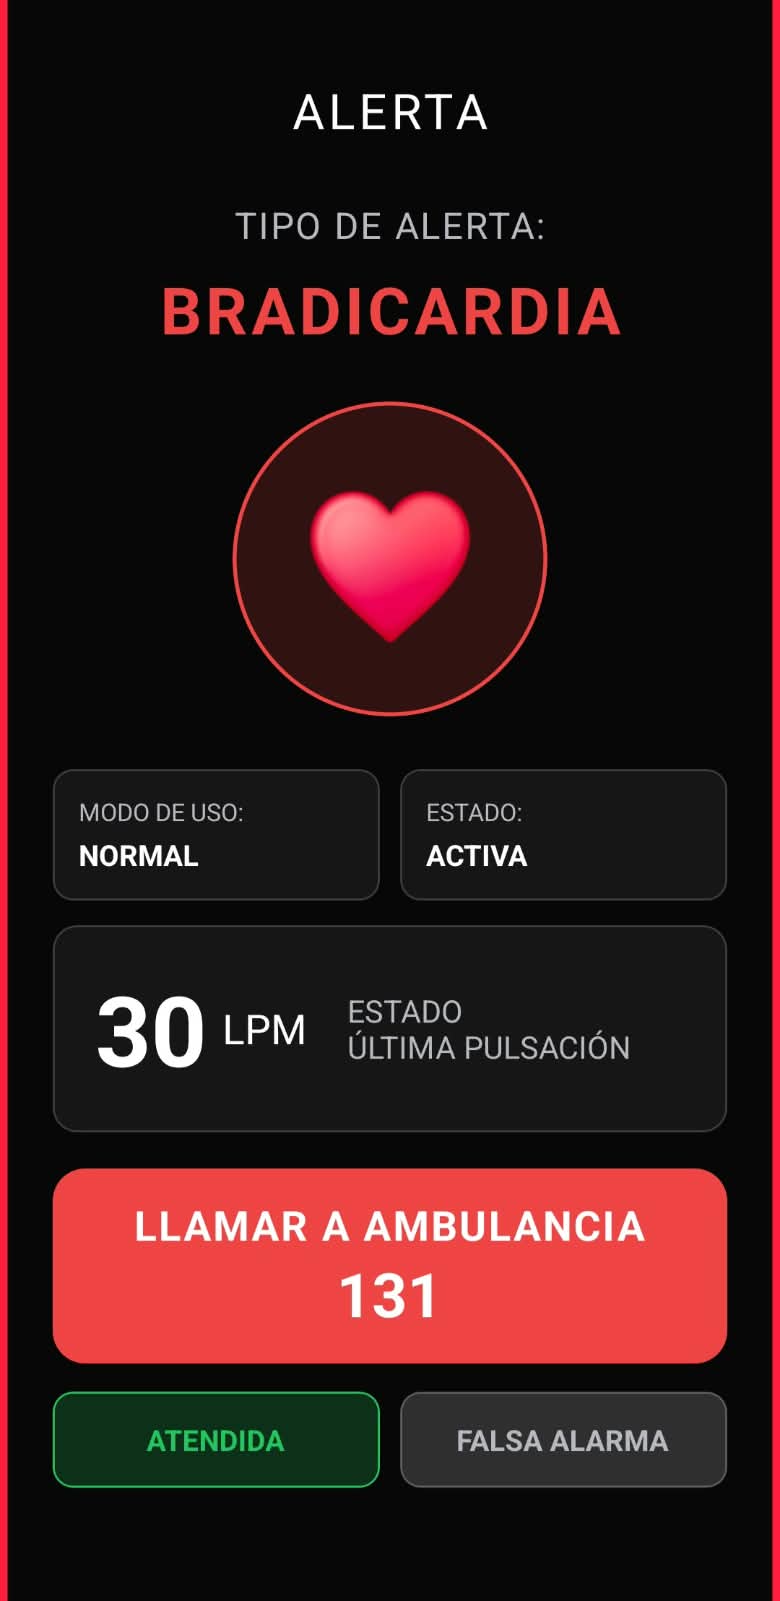 ALERTA
TIPO DE ALERTA:
BRADICARDIA
MODO DE USO:
NORMAL
ESTADO:
ACTIVA
30 LPM
ESTADO
ÚLTIMA PULSACIÓN
LLAMAR A AMBULANCIA
131
ATENDIDA
FALSA ALARMA